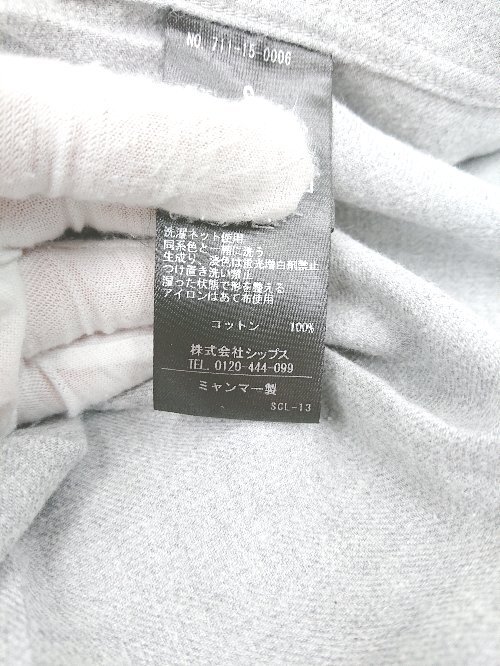 NO. 711-15-0006
洗濯ネット使用
同系色と一緒に洗う
生成り、淡色は蛍光増白剤禁止
つけ置き洗い禁止
湿った状態で形を整える
アイロンはあて布使用
コットン 100%
株式会社シップス
TEL. 0120-444-099
ミャンマー製
SCL-13